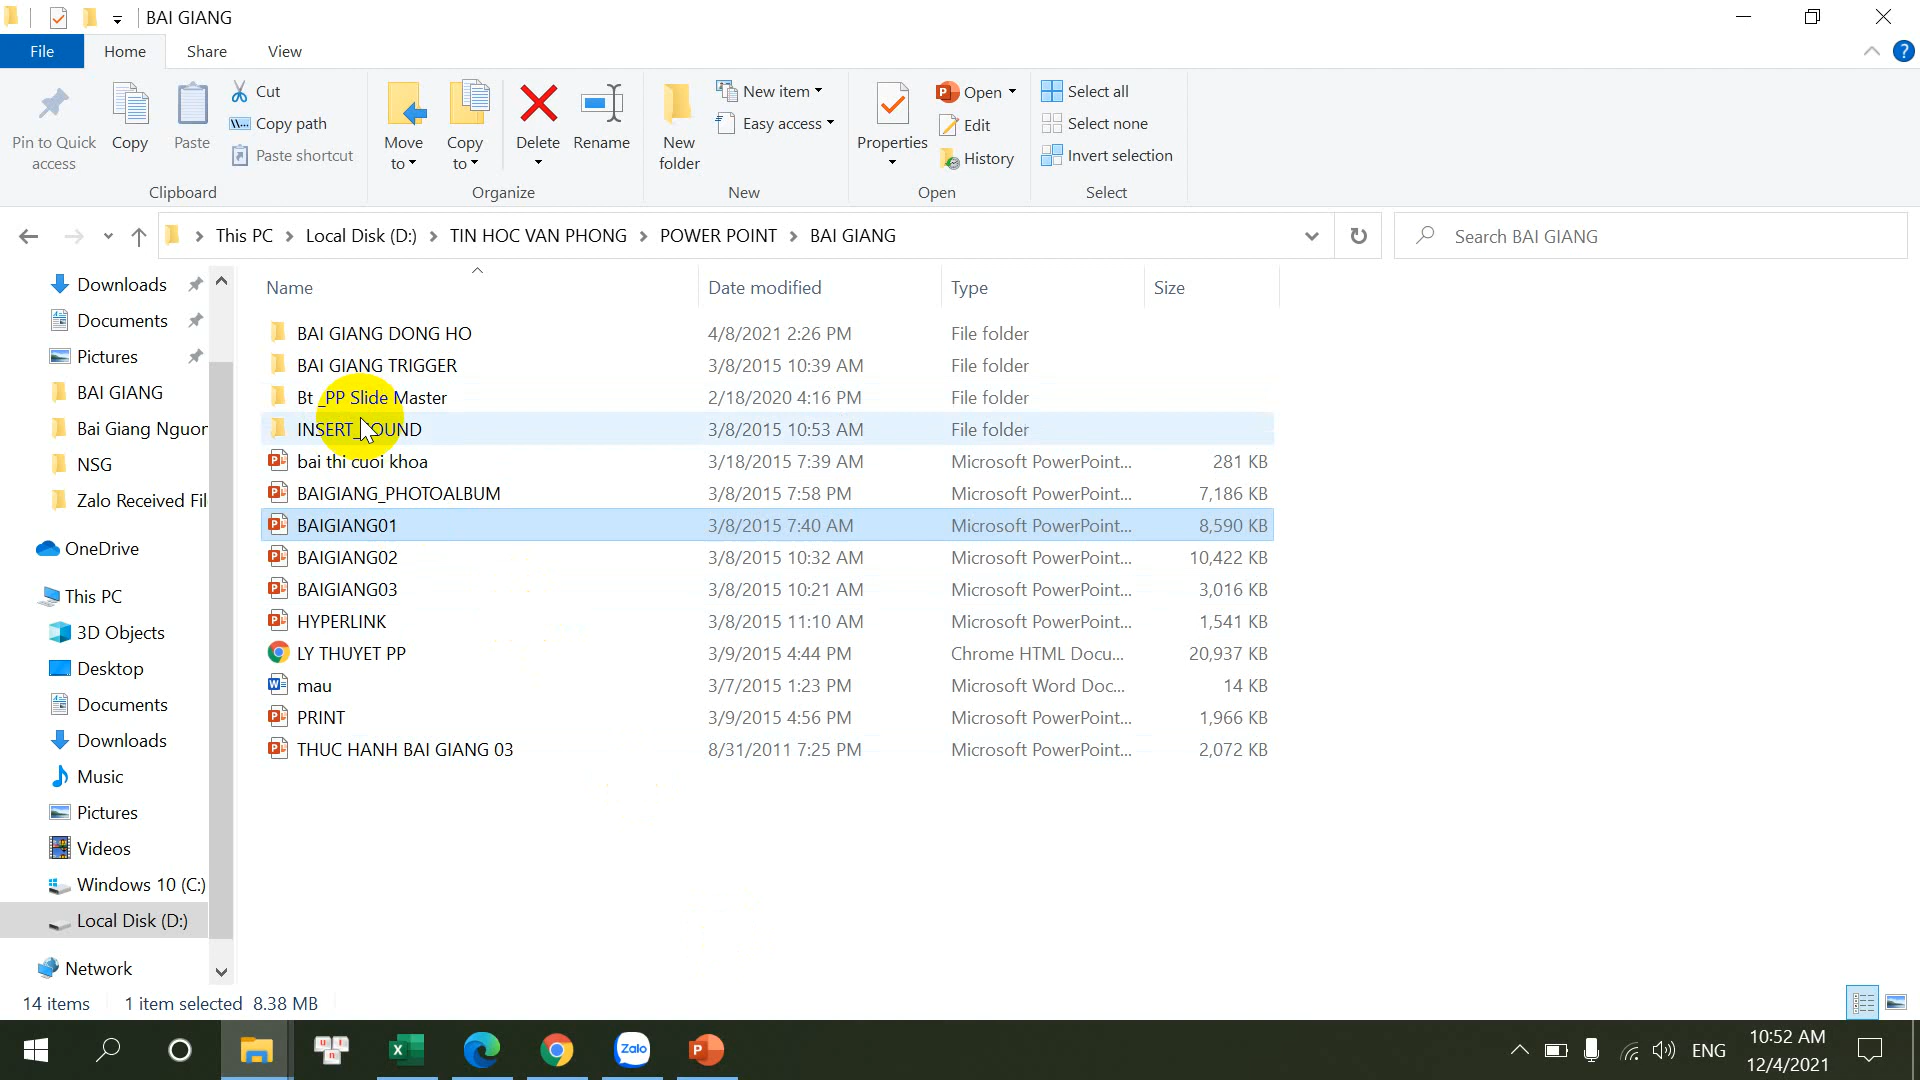 BAI GIANG
File Home Share View
Pin to Quick access
Copy
Paste
Cut
Copy path
Paste shortcut
Clipboard
Move to
Copy to
Delete
Rename
Organize
New folder
New item
Easy access
New
Properties
Open
Edit
History
Open
Select all
Select none
Invert selection
Select
This PC > Local Disk (D:) > TIN HOC VAN PHONG > POWER POINT > BAI GIANG
Search BAI GIANG
Downloads
Documents
Pictures
BAI GIANG
Bai Giang Nguor
NSG
Zalo Received Fil
OneDrive
This PC
3D Objects
Desktop
Documents
Downloads
Music
Pictures
Videos
Windows 10 (C:)
Local Disk (D:)
Network
Name Date modified Type Size
BAI GIANG DONG HO 4/8/2021 2:26 PM File folder
BAI GIANG TRIGGER 3/8/2015 10:39 AM File folder
Bt _PP Slide Master 2/18/2020 4:16 PM File folder
INSERT_SOUND 3/8/2015 10:53 AM File folder
bai thi cuoi khoa 3/18/2015 7:39 AM Microsoft PowerPoint... 281 KB
BAIGIANG_PHOTOALBUM 3/8/2015 7:58 PM Microsoft PowerPoint... 7,186 KB
BAIGIANG01 3/8/2015 7:40 AM Microsoft PowerPoint... 8,590 KB
BAIGIANG02 3/8/2015 10:32 AM Microsoft PowerPoint... 10,422 KB
BAIGIANG03 3/8/2015 10:21 AM Microsoft PowerPoint... 3,016 KB
HYPERLINK 3/8/2015 11:10 AM Microsoft PowerPoint... 1,541 KB
LY THUYET PP 3/9/2015 4:44 PM Chrome HTML Docu... 20,937 KB
mau 3/7/2015 1:23 PM Microsoft Word Doc... 14 KB
PRINT 3/9/2015 4:56 PM Microsoft PowerPoint... 1,966 KB
THUC HANH BAI GIANG 03 8/31/2011 7:25 PM Microsoft PowerPoint... 2,072 KB
14 items 1 item selected 8.38 MB
Zalo
ENG
10:52 AM
12/4/2021